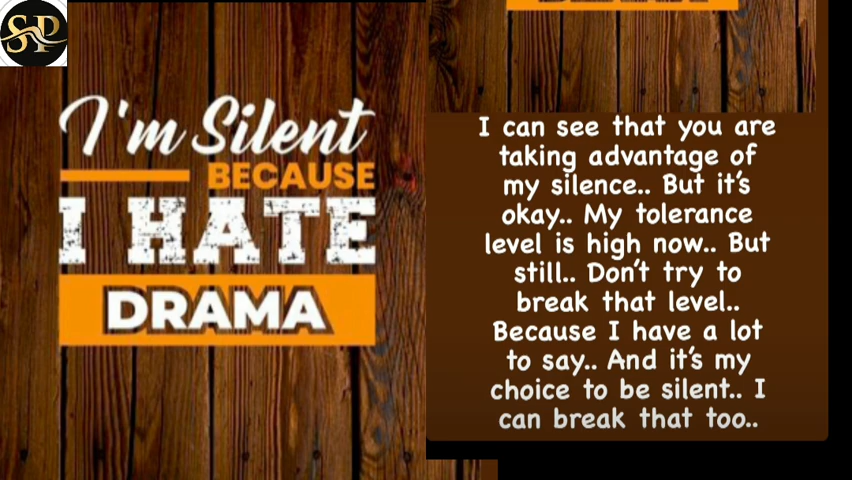 SP
I'm Silent
BECAUSE
I HATE
DRAMA
I can see that you are
taking advantage of
my silence.. But it's
okay.. My tolerance
level is high now.. But
still.. Don't try to
break that level..
Because I have a lot
to say.. And it's my
choice to be silent.. I
can break that too..